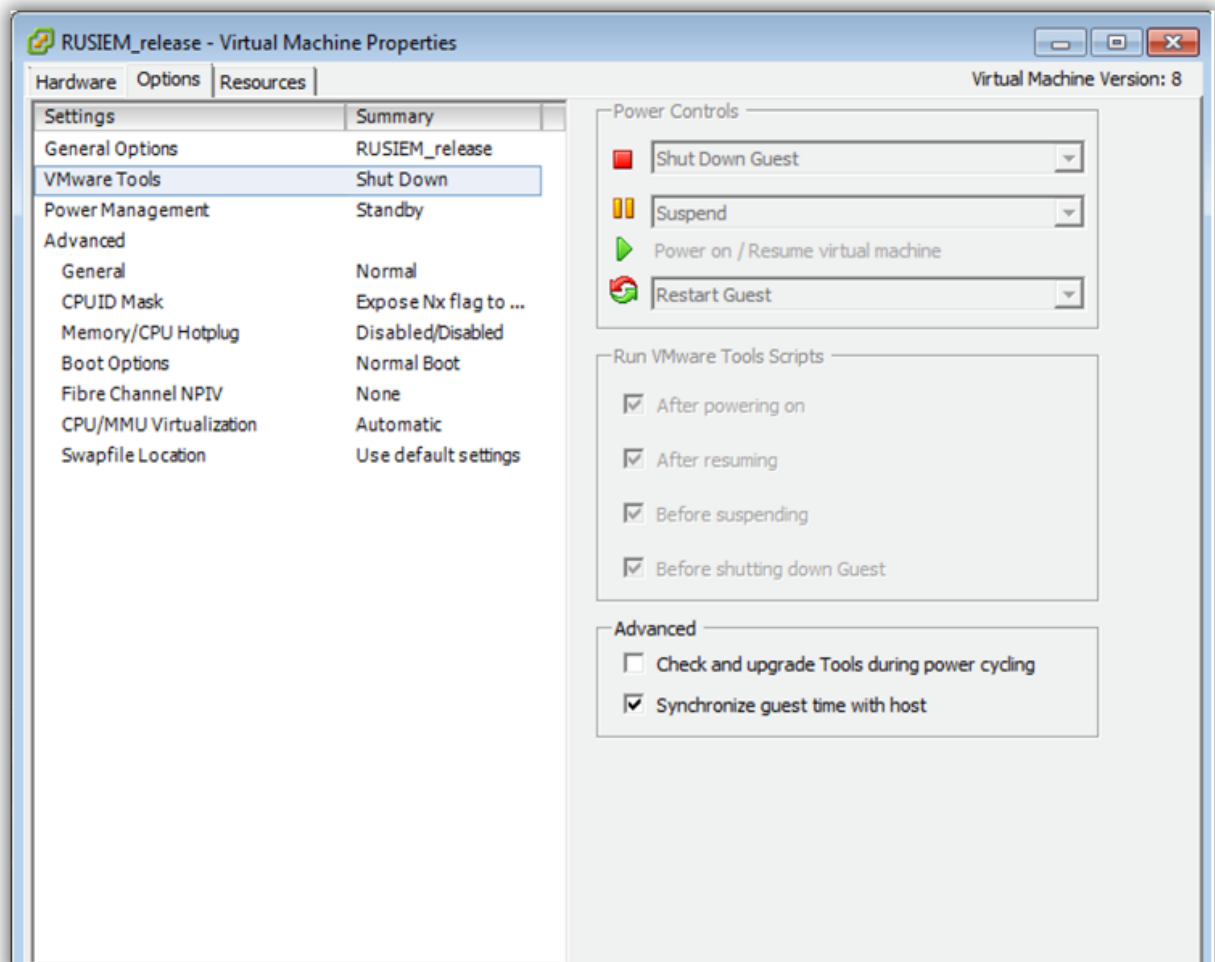 RUSIEM_release - Virtual Machine Properties
Hardware Options Resources Virtual Machine Version: 8
Settings Summary
General Options RUSIEM_release
VMware Tools Shut Down
Power Management Standby
Advanced
General Normal
CPUID Mask Expose Nx flag to ...
Memory/CPU Hotplug Disabled/Disabled
Boot Options Normal Boot
Fibre Channel NPIV None
CPU/MMU Virtualization Automatic
Swapfile Location Use default settings
Power Controls
Shut Down Guest
Suspend
Power on / Resume virtual machine
Restart Guest
Run VMware Tools Scripts
After powering on
After resuming
Before suspending
Before shutting down Guest
Advanced
Check and upgrade Tools during power cycling
Synchronize guest time with host